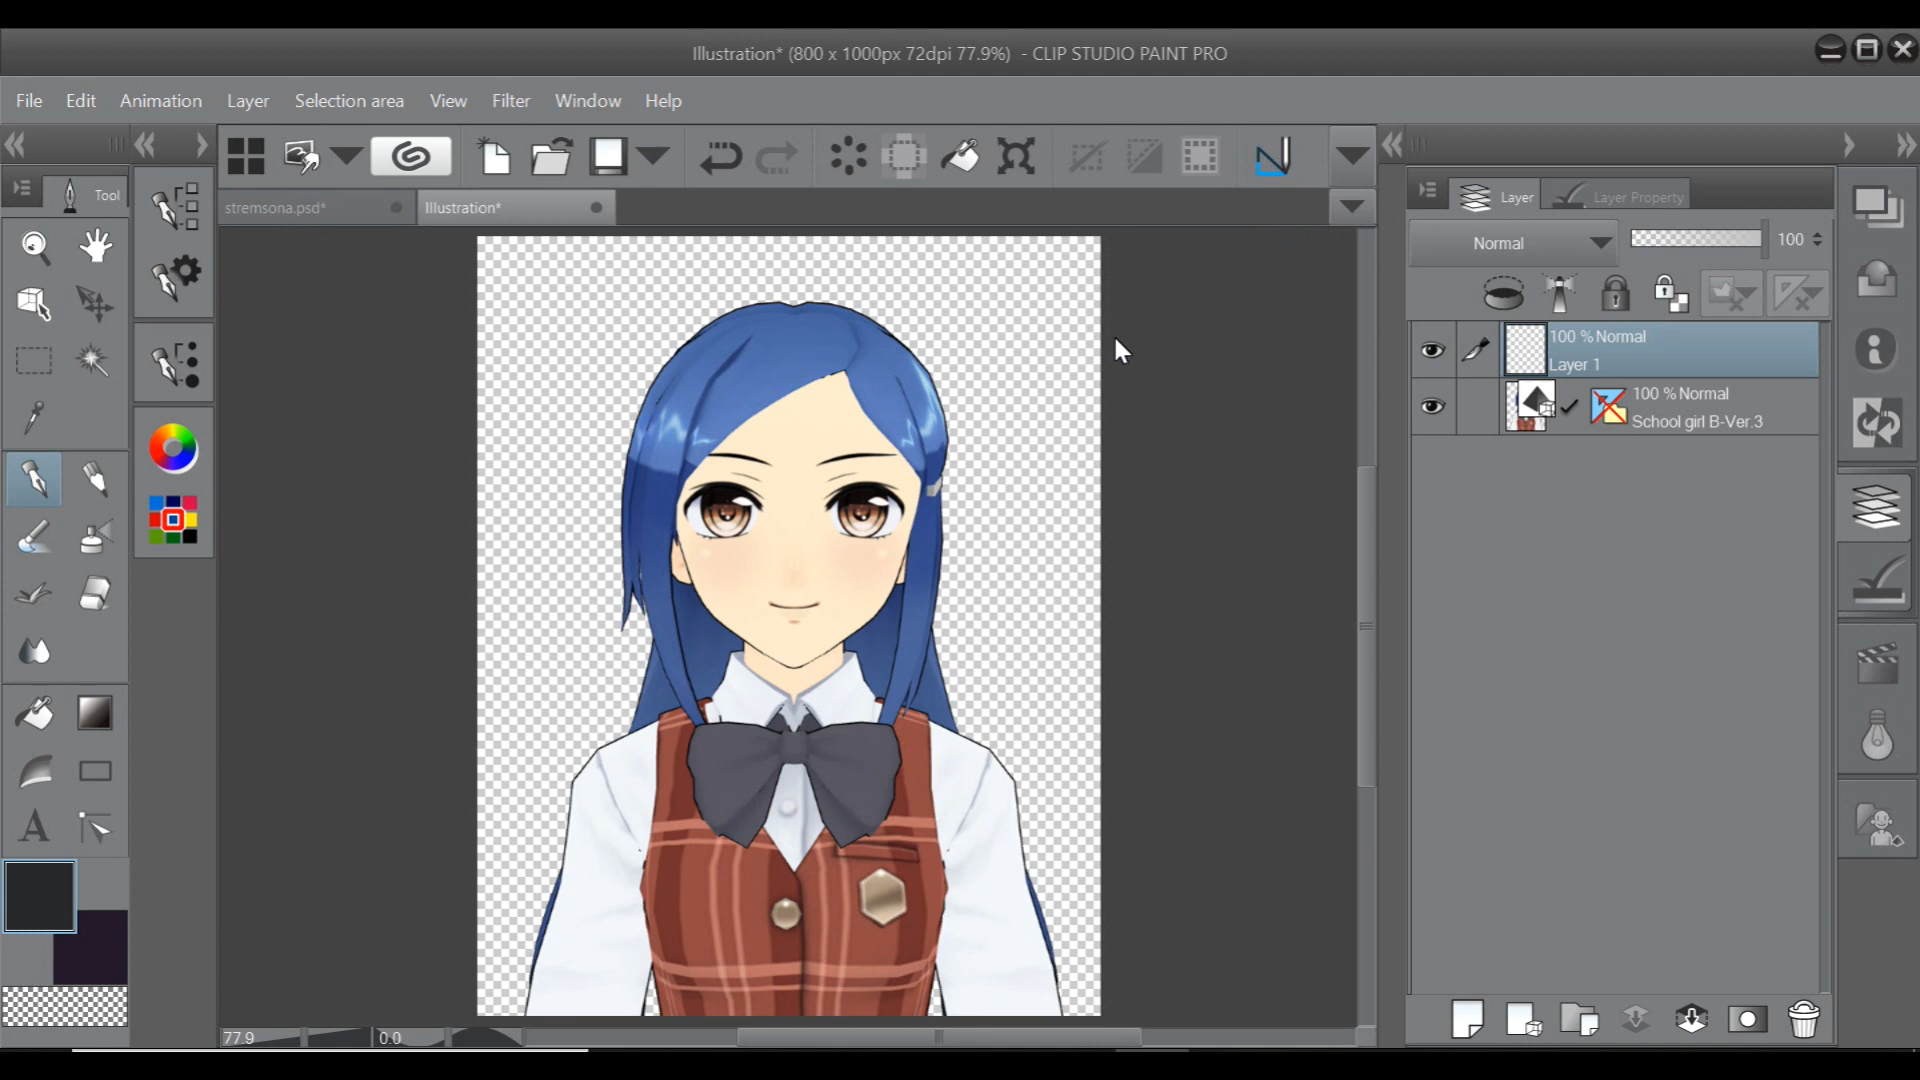 Illustration* (800 x 1000px 72dpi 77.9%)  - CLIP STUDIO PAINT PRO
File Edit Animation Layer Selection area View Filter Window Help
Tool
stremsona.psd*
Illustration*
Layer
Layer Property
Normal
100
100 % Normal
Layer 1
100 % Normal
School girl B-Ver.3
A
77.9
0.0